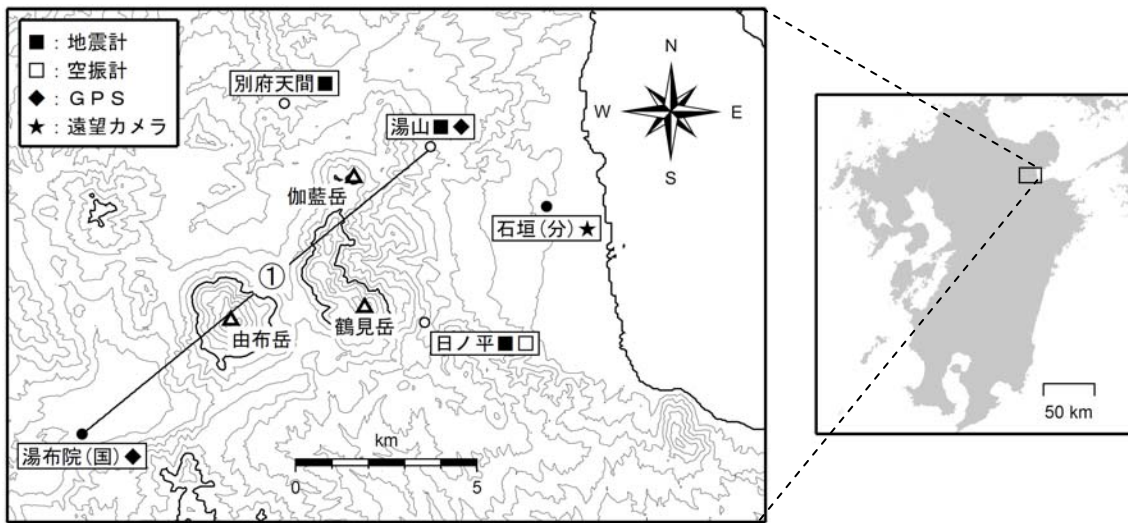 ■：地震計
□：空振計
◆：ＧＰＳ
★：遠望カメラ
別府天間■
湯山■◆
伽藍岳
石垣(分)★
①
由布岳
鶴見岳
日ノ平■□
湯布院(国)◆
km
0 5
N
W E
S
50 km